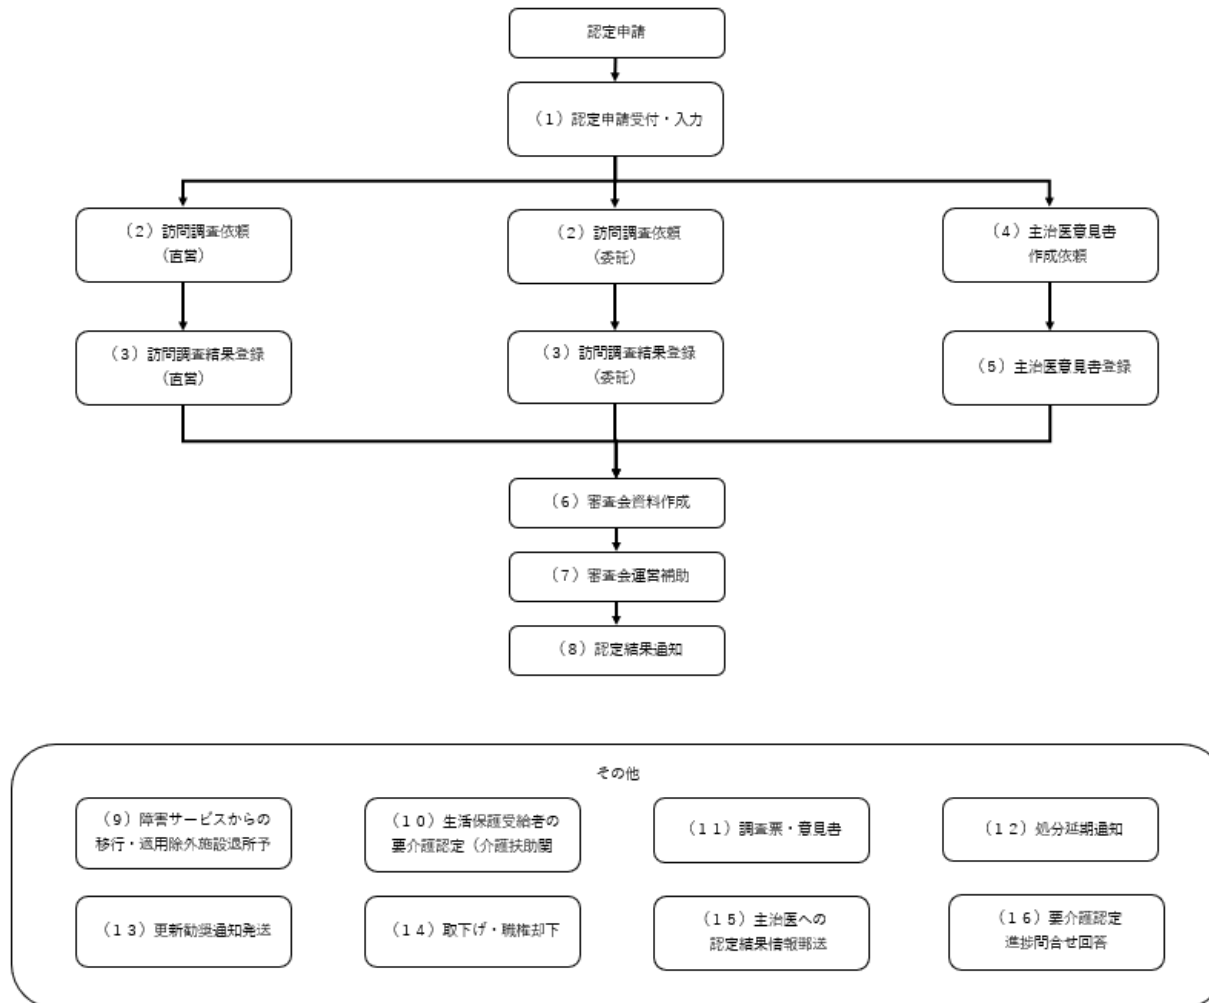 認定申請
（１）認定申請受付・入力
（２）訪問調査依頼
（直営）
（２）訪問調査依頼
（委託）
（４）主治医意見書
作成依頼
（３）訪問調査結果登録
（直営）
（３）訪問調査結果登録
（委託）
（５）主治医意見書登録
（６）審査会資料作成
（７）審査会運営補助
（８）認定結果通知
その他
（９）障害サービスからの
移行・適用除外施設退所予
（１０）生活保護受給者の
要介護認定（介護扶助関
（１１）調査票・意見書
（１２）処分延期通知
（１３）更新勧奨通知発送
（１４）取下げ・職権却下
（１５）主治医への
認定結果情報郵送
（１６）要介護認定
進捗問合せ回答